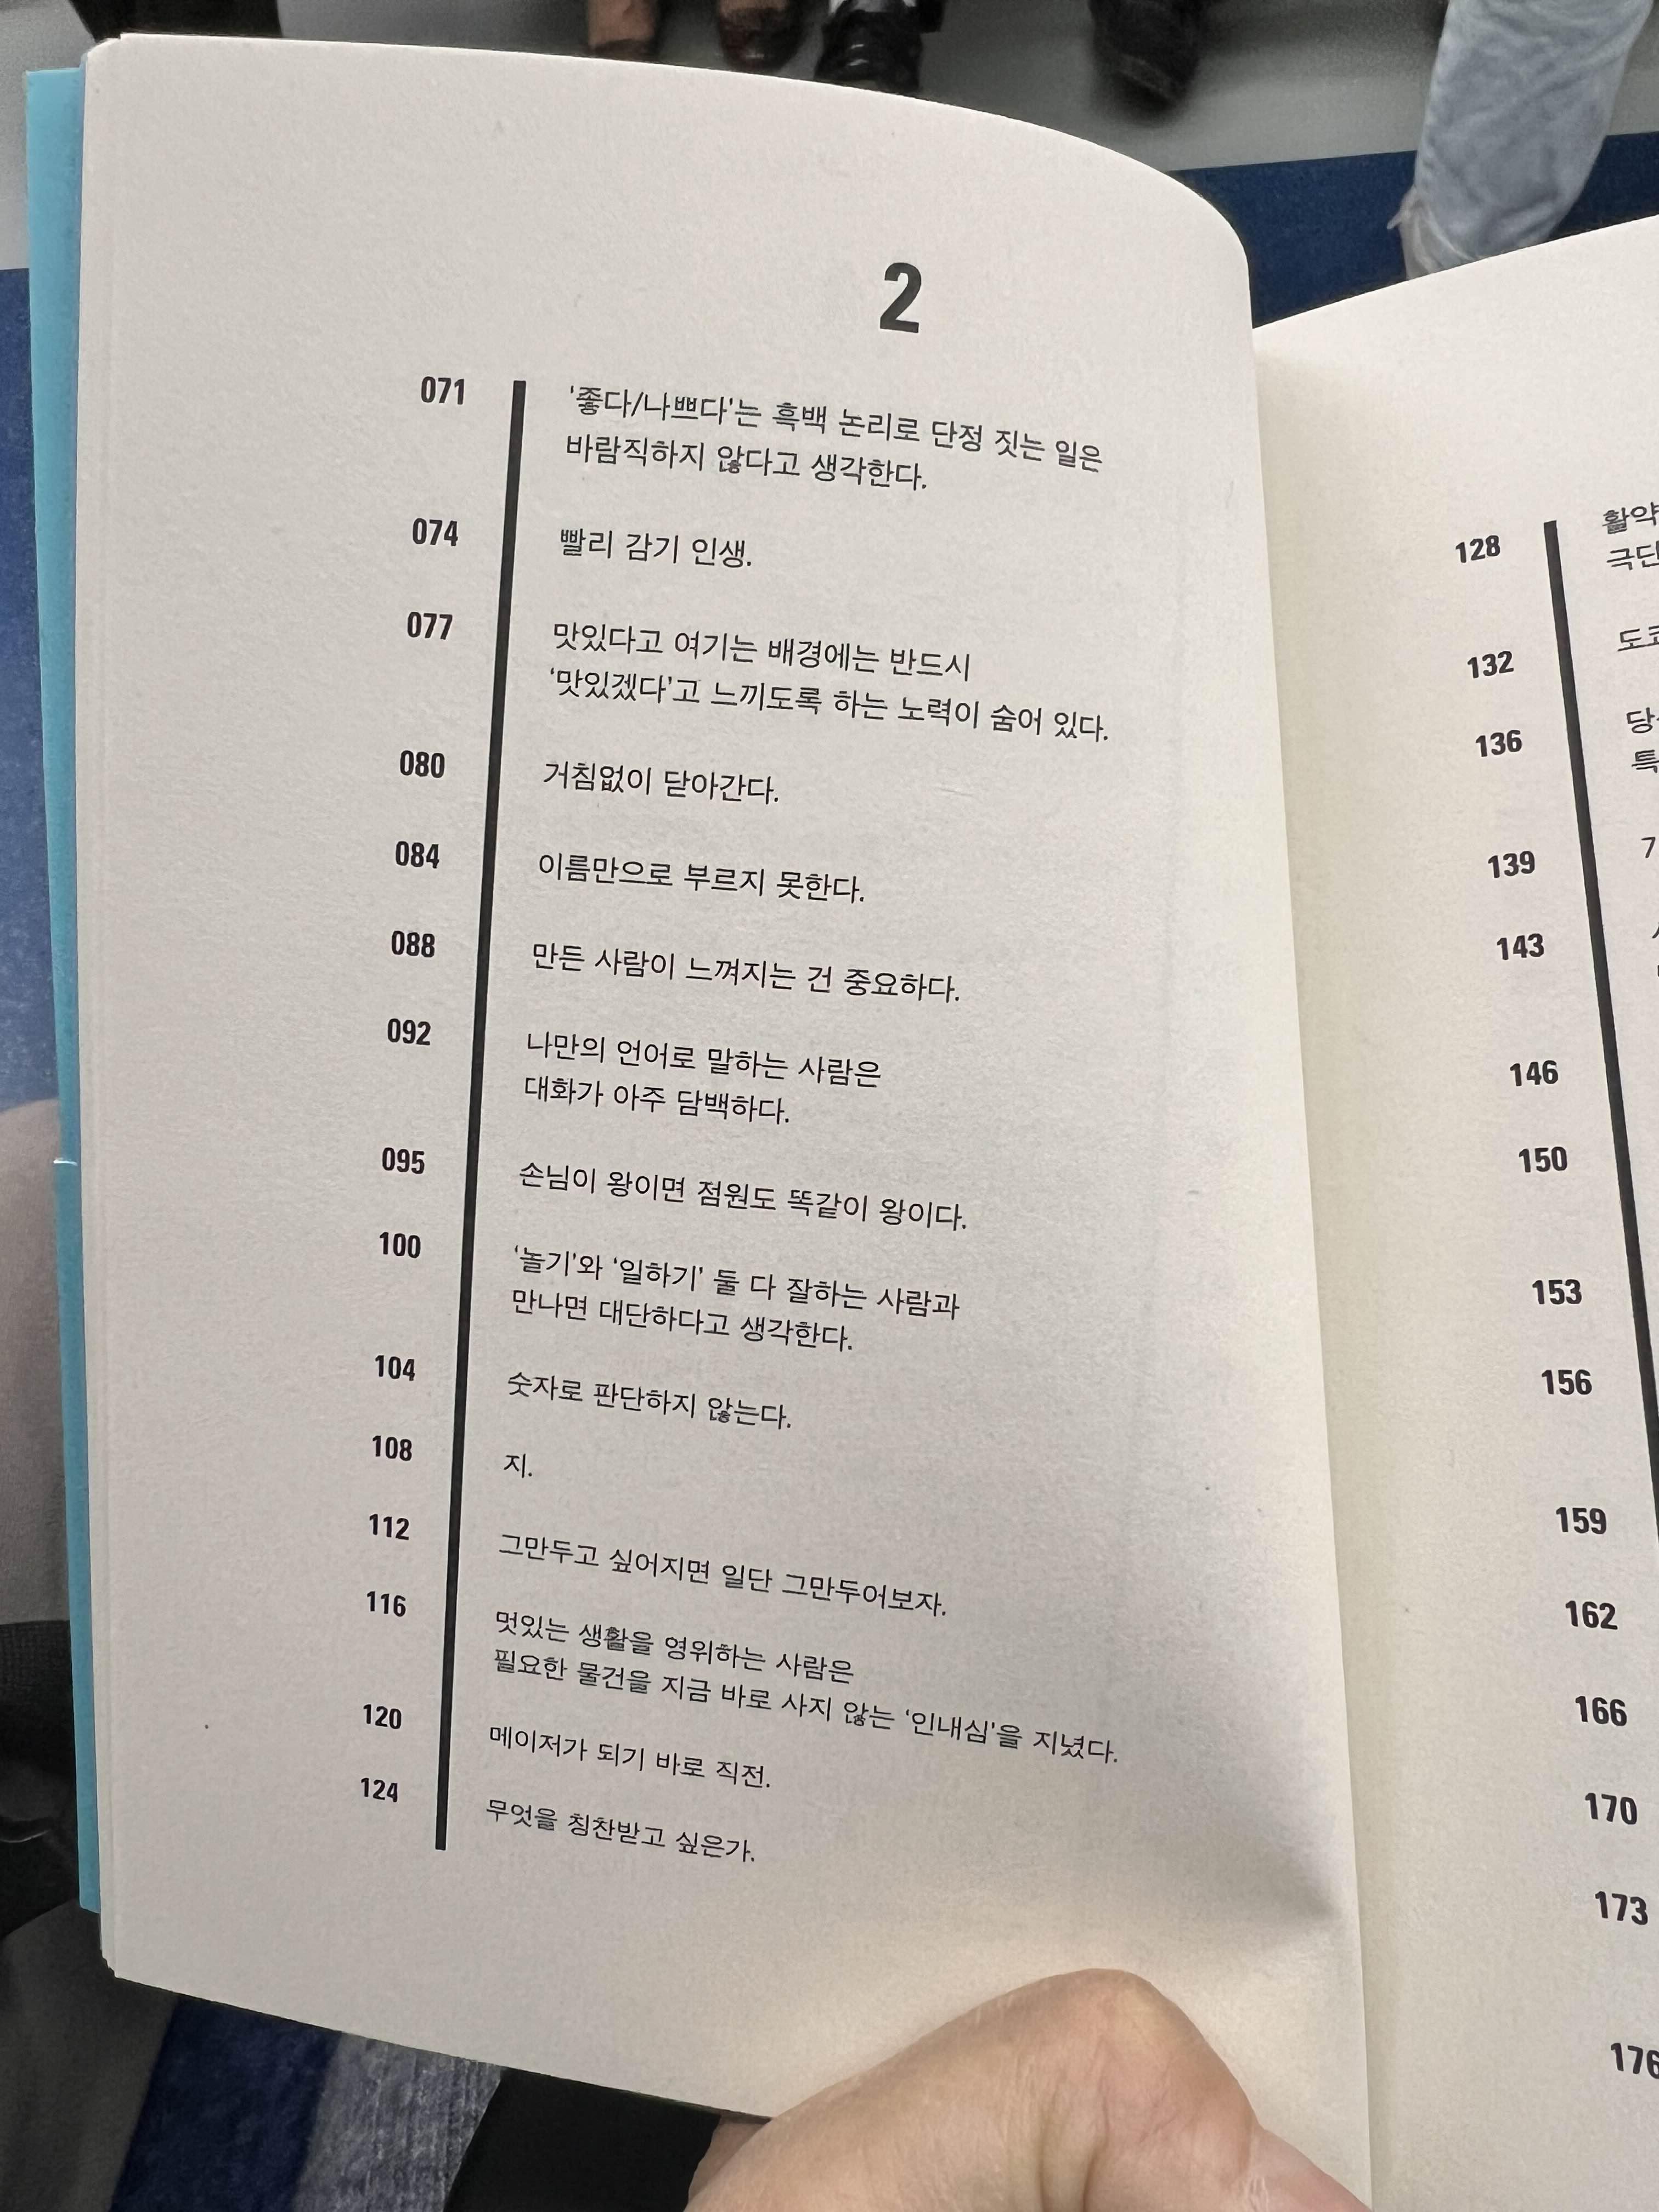 2
071 '좋다/나쁘다'는 흑백 논리로 단정 짓는 일은
바람직하지 않다고 생각한다.
074 빨리 감기 인생.
077 맛있다고 여기는 배경에는 반드시
'맛있겠다'고 느끼도록 하는 노력이 숨어 있다.
080 거침없이 닫아간다.
084 이름만으로 부르지 못한다.
088 만든 사람이 느껴지는 건 중요하다.
092 나만의 언어로 말하는 사람은
대화가 아주 담백하다.
095 손님이 왕이면 점원도 똑같이 왕이다.
100 '놀기'와 '일하기' 둘 다 잘하는 사람과
만나면 대단하다고 생각한다.
104 숫자로 판단하지 않는다.
108 지.
112 그만두고 싶어지면 일단 그만두어보자.
116 멋있는 생활을 영위하는 사람은
필요한 물건을 지금 바로 사지 않는 '인내심'을 지녔다.
120 메이저가 되기 바로 직전.
124 무엇을 칭찬받고 싶은가.
128 활약
극단
132
136
139
143
146
150
153
156
159
162
166
170
173
176